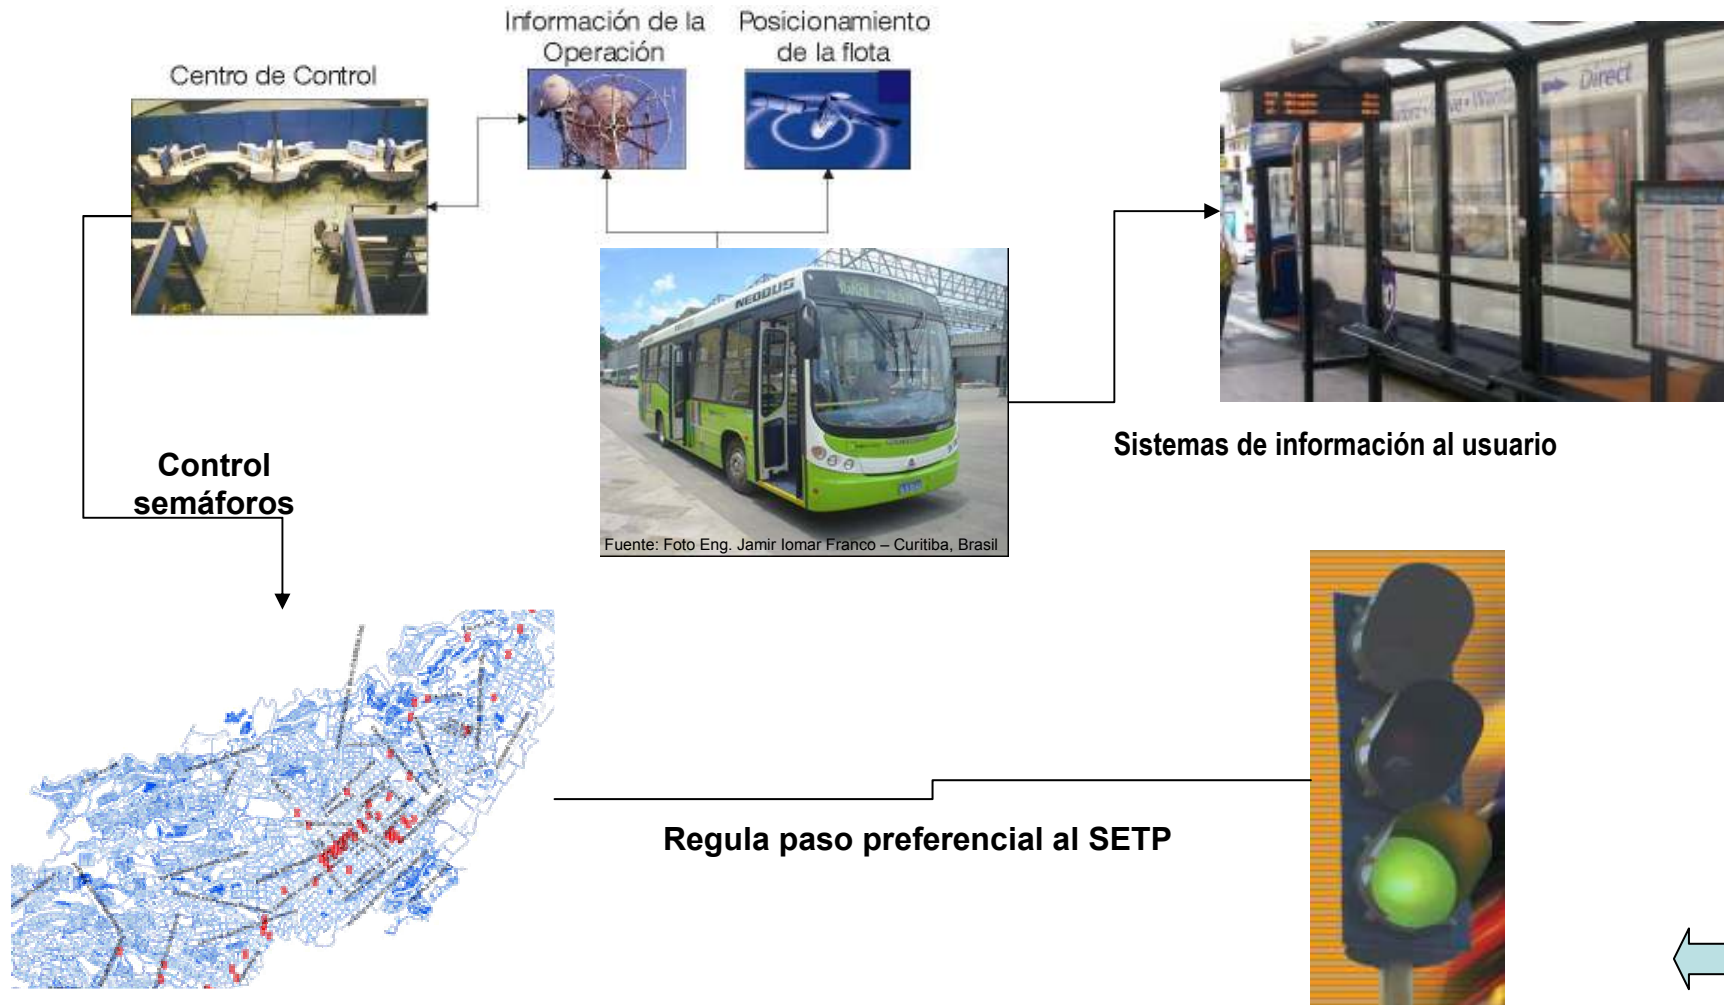 Información de la
Operación
Posicionamiento
de la flota
Centro de Control
Direct
NEOBUS
Sistemas de información al usuario
Control
semáforos
Fuente: Foto Eng. Jamir Iomar Franco – Curitiba, Brasil
Regula paso preferencial al SETP